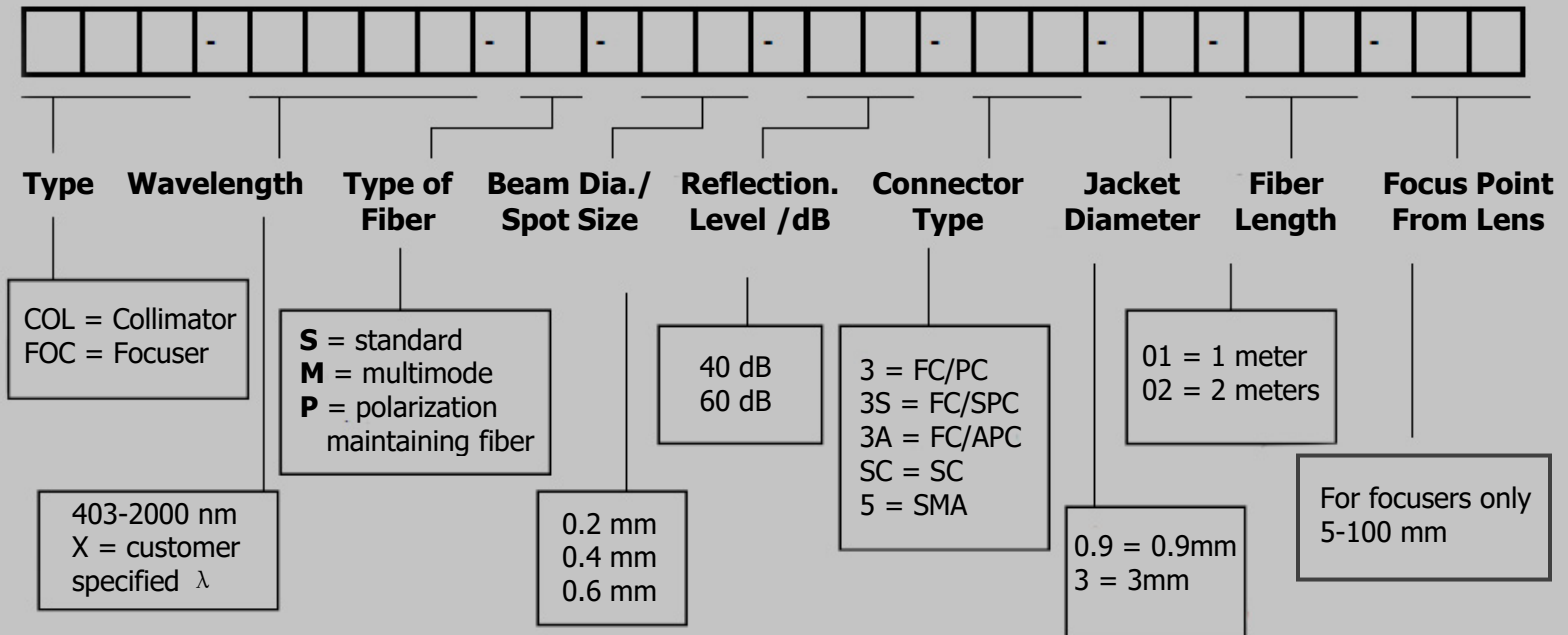 - - - - - - - -
Type
Wavelength
Type of
Fiber
Beam Dia./
Spot Size
Reflection.
Level /dB
Connector
Type
Jacket
Diameter
Fiber
Length
Focus Point
From Lens
COL = Collimator
FOC = Focuser
403-2000 nm
X = customer
specified λ
S = standard
M = multimode
P = polarization
maintaining fiber
0.2 mm
0.4 mm
0.6 mm
40 dB
60 dB
3 = FC/PC
3S = FC/SPC
3A = FC/APC
SC = SC
5 = SMA
0.9 = 0.9mm
3 = 3mm
01 = 1 meter
02 = 2 meters
For focusers only
5-100 mm